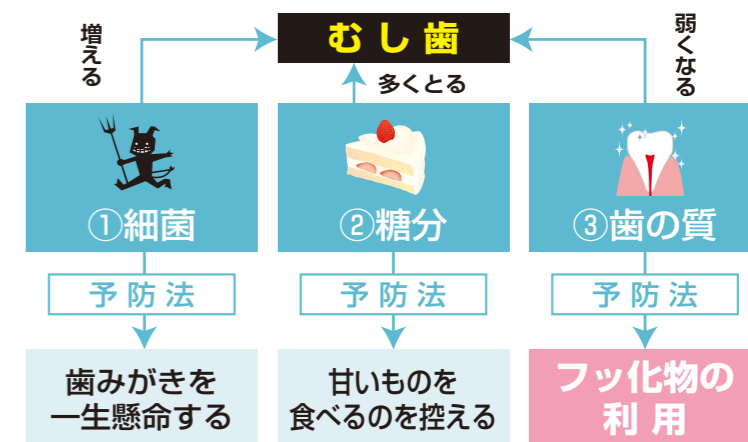 むし歯
増える
多くとる
弱くなる
①細菌
②糖分
③歯の質
予防法
予防法
予防法
歯みがきを
一生懸命する
甘いものを
食べるのを控える
フッ化物の
利用